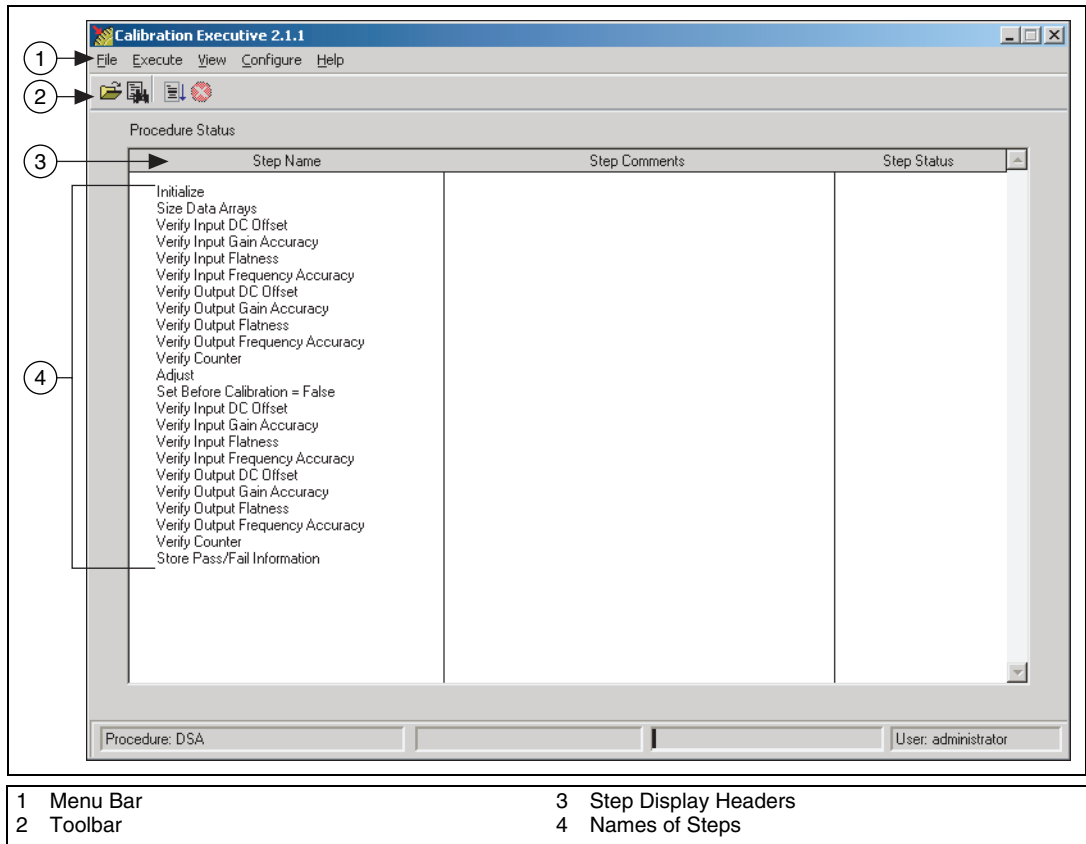 Calibration Executive 2.1.1
1 File Execute View Configure Help
2
Procedure Status
3 Step Name Step Comments Step Status
Initialize
Size Data Arrays
Verify Input DC Offset
Verify Input Gain Accuracy
Verify Input Flatness
Verify Input Frequency Accuracy
Verify Output DC Offset
Verify Output Gain Accuracy
Verify Output Flatness
Verify Output Frequency Accuracy
Verify Counter
4 Adjust
Set Before Calibration = False
Verify Input DC Offset
Verify Input Gain Accuracy
Verify Input Flatness
Verify Input Frequency Accuracy
Verify Output DC Offset
Verify Output Gain Accuracy
Verify Output Flatness
Verify Output Frequency Accuracy
Verify Counter
Store Pass/Fail Information
Procedure: DSA User: administrator
1 Menu Bar 3 Step Display Headers
2 Toolbar 4 Names of Steps